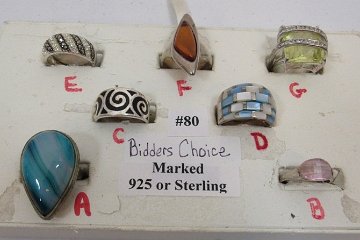 E
F
G
C
#80
D
Bidders Choice
Marked
925 or Sterling
A
B